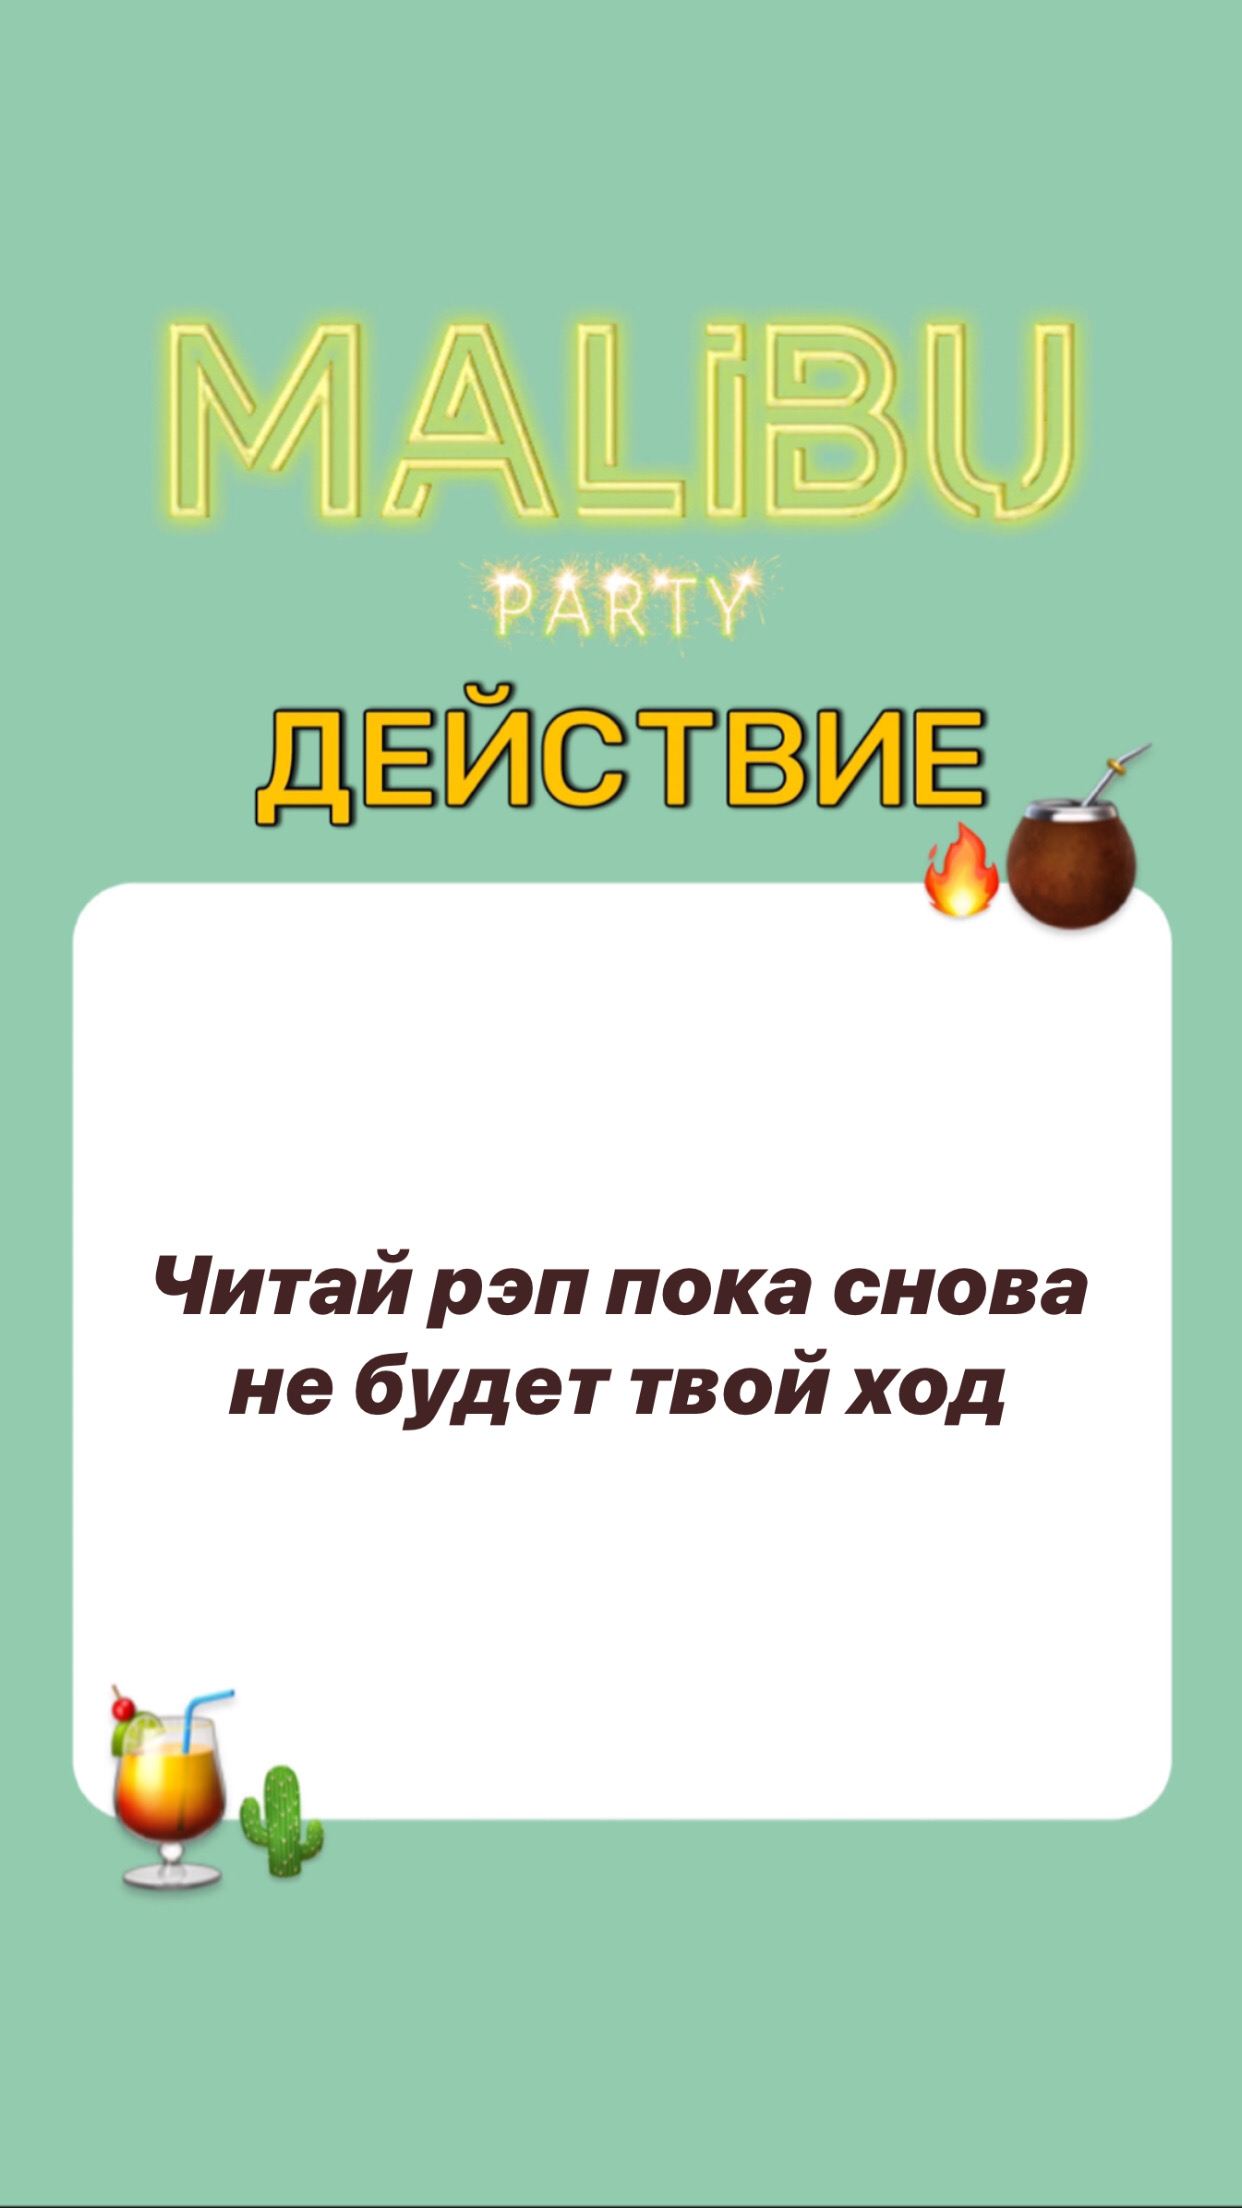 MALiBU
PARTY
ДЕЙСТВИЕ
Читай рэп пока снова
не будет твой ход